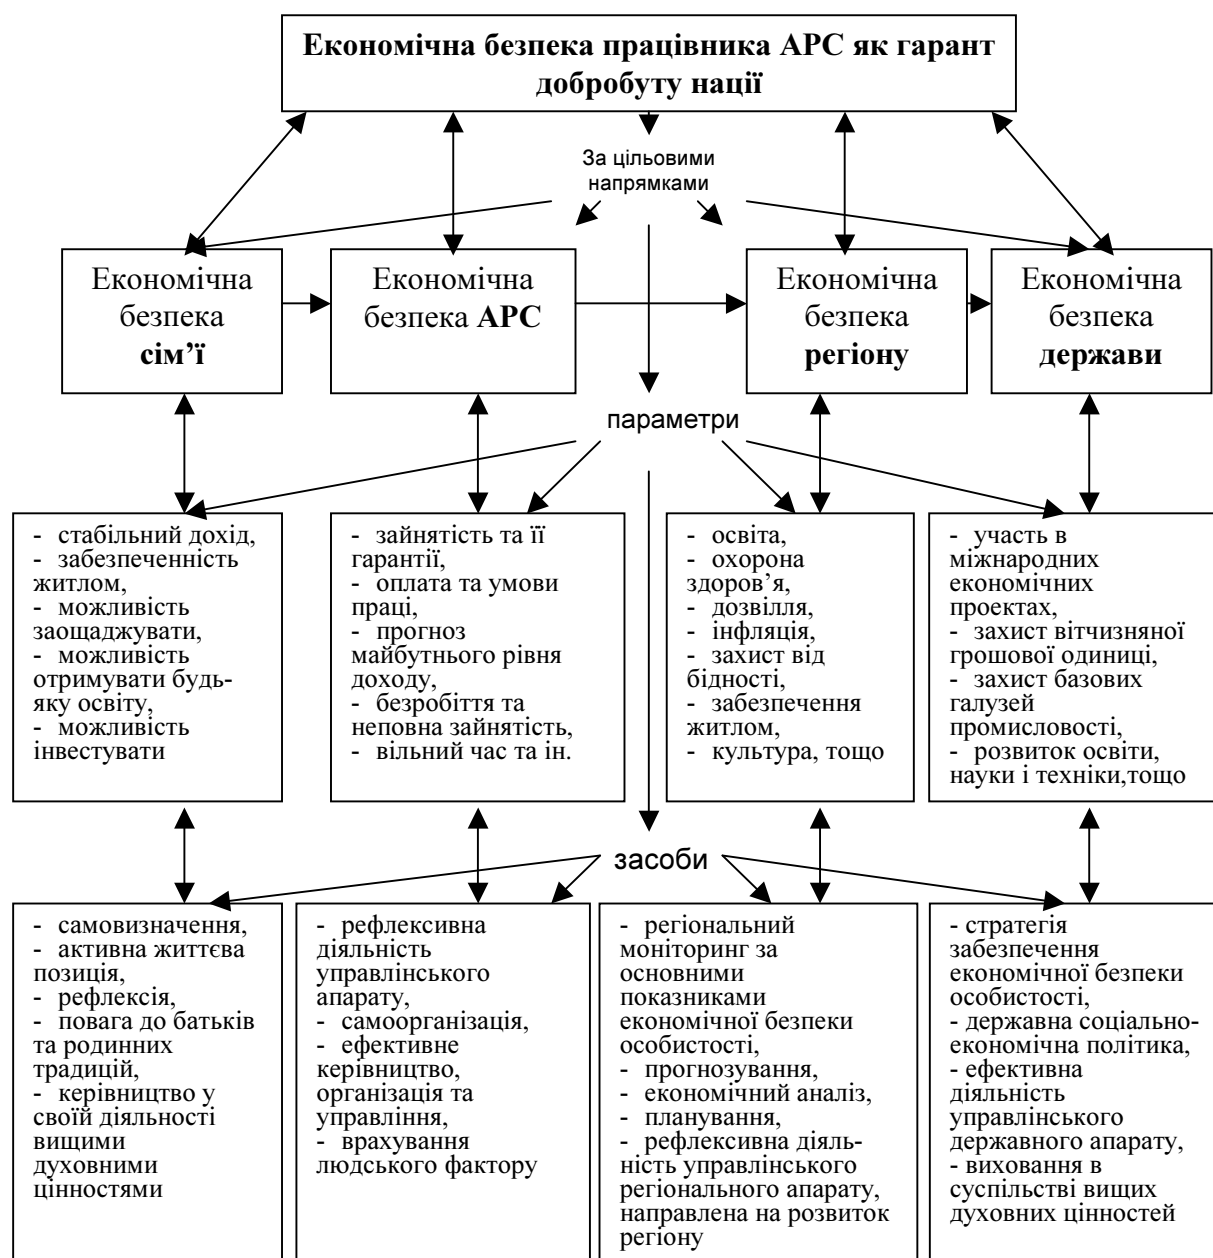 Економічна безпека працівника АРС як гарант
добробуту нації
За цільовими
напрямками
Економічна
безпека
сім’ї
Економічна
безпека АРС
Економічна
безпека
регіону
Економічна
безпека
держави
параметри
- стабільний дохід,
- забезпеченність
житлом,
- можливість
заощаджувати,
- можливість
отримувати будь-
яку освіту,
- можливість
інвестувати
- зайнятість та її
гарантії,
- оплата та умови
праці,
- прогноз
майбутнього рівня
доходу,
- безробіття та
неповна зайнятість,
- вільний час та ін.
- освіта,
- охорона
здоров’я,
- дозвілля,
- інфляція,
- захист від
бідності,
- забезпечення
житлом,
- культура, тощо
- участь в
міжнародних
економічних
проектах,
- захист вітчизняної
грошової одиниці,
- захист базових
галузей
промисловості,
- розвиток освіти,
науки і техніки,тощо
засоби
- самовизначення,
- активна життєва
позиція,
- рефлексія,
- повага до батьків
та родинних
традицій,
- керівництво у
своїй діяльності
вищими
духовними
цінностями
- рефлексивна
діяльність
управлінського
апарату,
- самоорганізація,
- ефективне
керівництво,
організація та
управління,
- врахування
людського фактору
- регіональний
моніторинг за
основними
показниками
економічної безпеки
особистості,
- прогнозування,
- економічний аналіз,
- планування,
- рефлексивна діяль-
ність управлінського
регіонального апарату,
направлена на розвиток
регіону
- стратегія
забезпечення
економічної безпеки
особистості,
- державна соціально-
економічна політика,
- ефективна
діяльність
управлінського
державного апарату,
- виховання в
суспільстві вищих
духовних цінностей